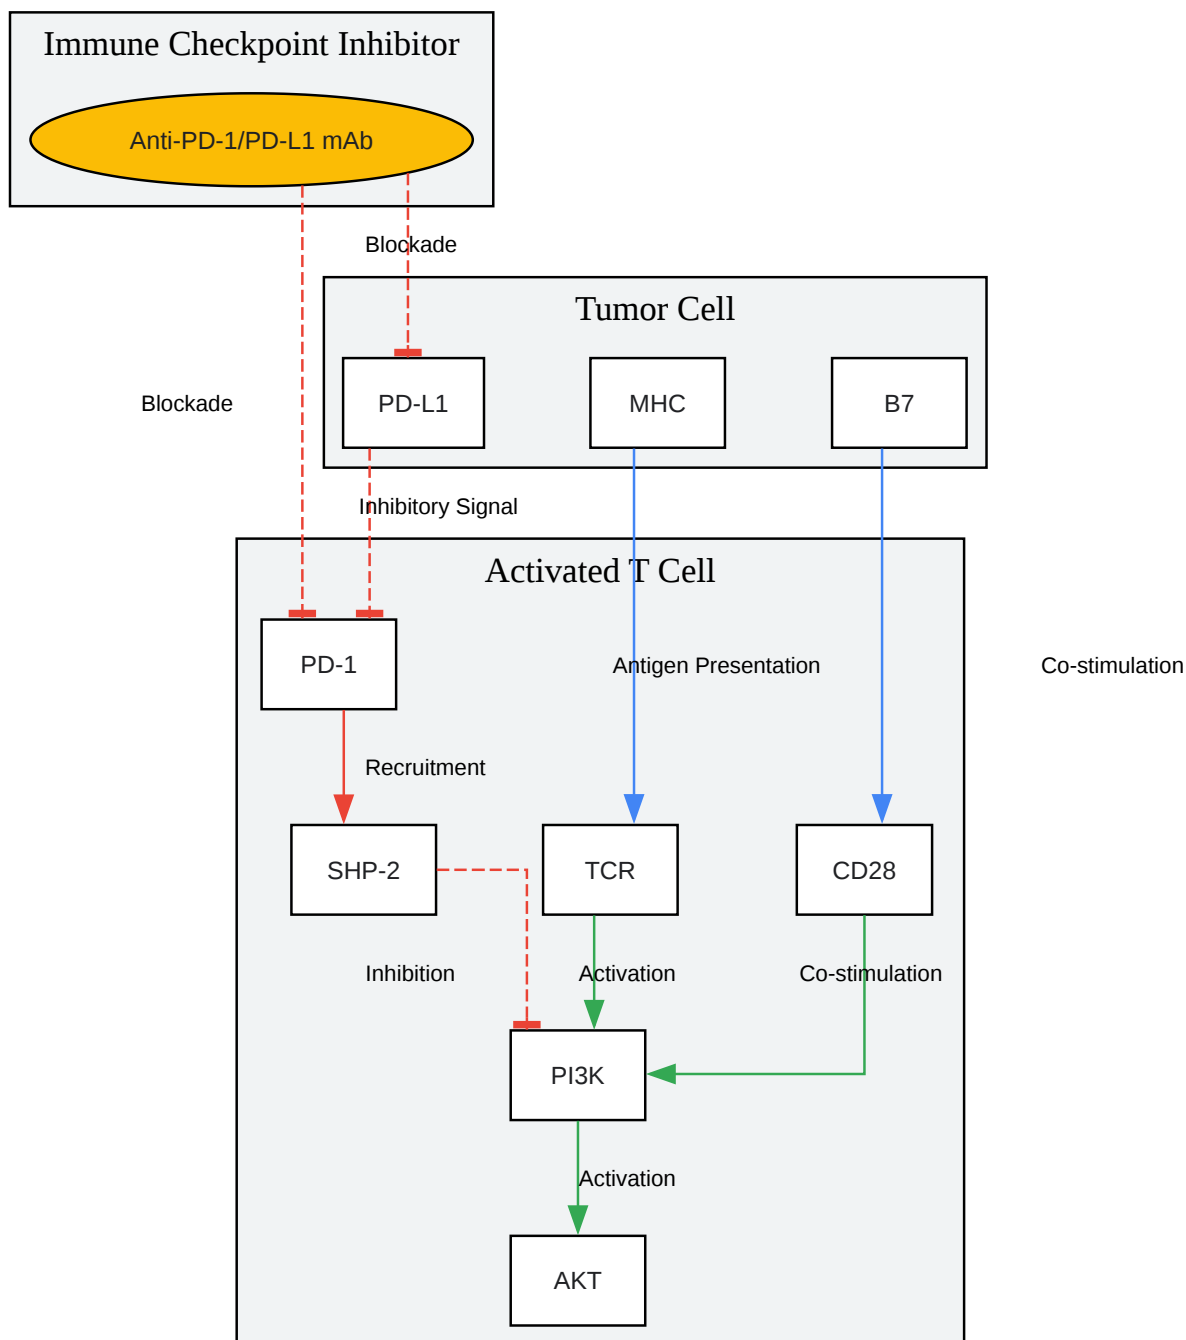 Immune Checkpoint Inhibitor
Anti-PD-1/PD-L1 mAb
Blockade
Tumor Cell
PD-L1
MHC
B7
Blockade
Inhibitory Signal
Activated T Cell
PD-1
Antigen Presentation
Co-stimulation
Recruitment
SHP-2
TCR
CD28
Inhibition
Activation
Co-stimulation
PI3K
Activation
AKT